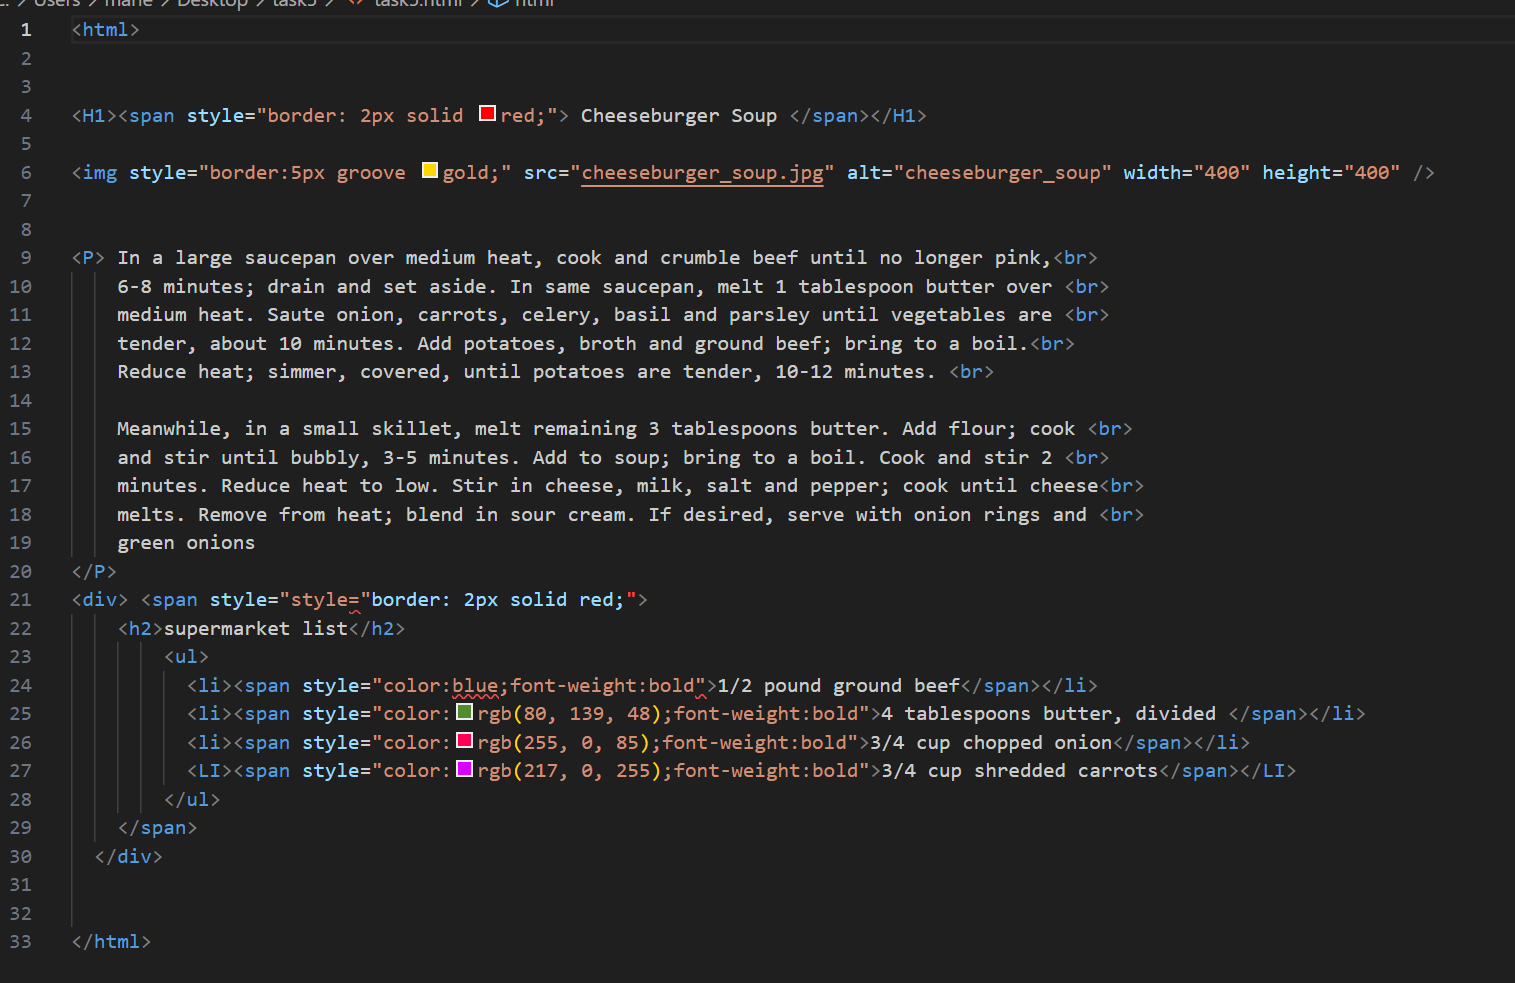 Users > mane > Desktop > task5 > <> task5.html > html
1 <html>
2
3
4 <H1><span style="border: 2px solid red;"> Cheeseburger Soup </span></H1>
5
6 <img style="border:5px groove gold;" src="cheeseburger_soup.jpg" alt="cheeseburger_soup" width="400" height="400" />
7
8
9 <P> In a large saucepan over medium heat, cook and crumble beef until no longer pink,<br>
10 6-8 minutes; drain and set aside. In same saucepan, melt 1 tablespoon butter over <br>
11 medium heat. Saute onion, carrots, celery, basil and parsley until vegetables are <br>
12 tender, about 10 minutes. Add potatoes, broth and ground beef; bring to a boil.<br>
13 Reduce heat; simmer, covered, until potatoes are tender, 10-12 minutes. <br>
14
15 Meanwhile, in a small skillet, melt remaining 3 tablespoons butter. Add flour; cook <br>
16 and stir until bubbly, 3-5 minutes. Add to soup; bring to a boil. Cook and stir 2 <br>
17 minutes. Reduce heat to low. Stir in cheese, milk, salt and pepper; cook until cheese<br>
18 melts. Remove from heat; blend in sour cream. If desired, serve with onion rings and <br>
19 green onions
20 </P>
21 <div> <span style="style="border: 2px solid red;">
22 <h2>supermarket list</h2>
23 <ul>
24 <li><span style="color:blue;font-weight:bold">1/2 pound ground beef</span></li>
25 <li><span style="color:rgb(80, 139, 48);font-weight:bold">4 tablespoons butter, divided </span></li>
26 <li><span style="color:rgb(255, 0, 85);font-weight:bold">3/4 cup chopped onion</span></li>
27 <LI><span style="color:rgb(217, 0, 255);font-weight:bold">3/4 cup shredded carrots</span></LI>
28 </ul>
29 </span>
30 </div>
31
32
33 </html>